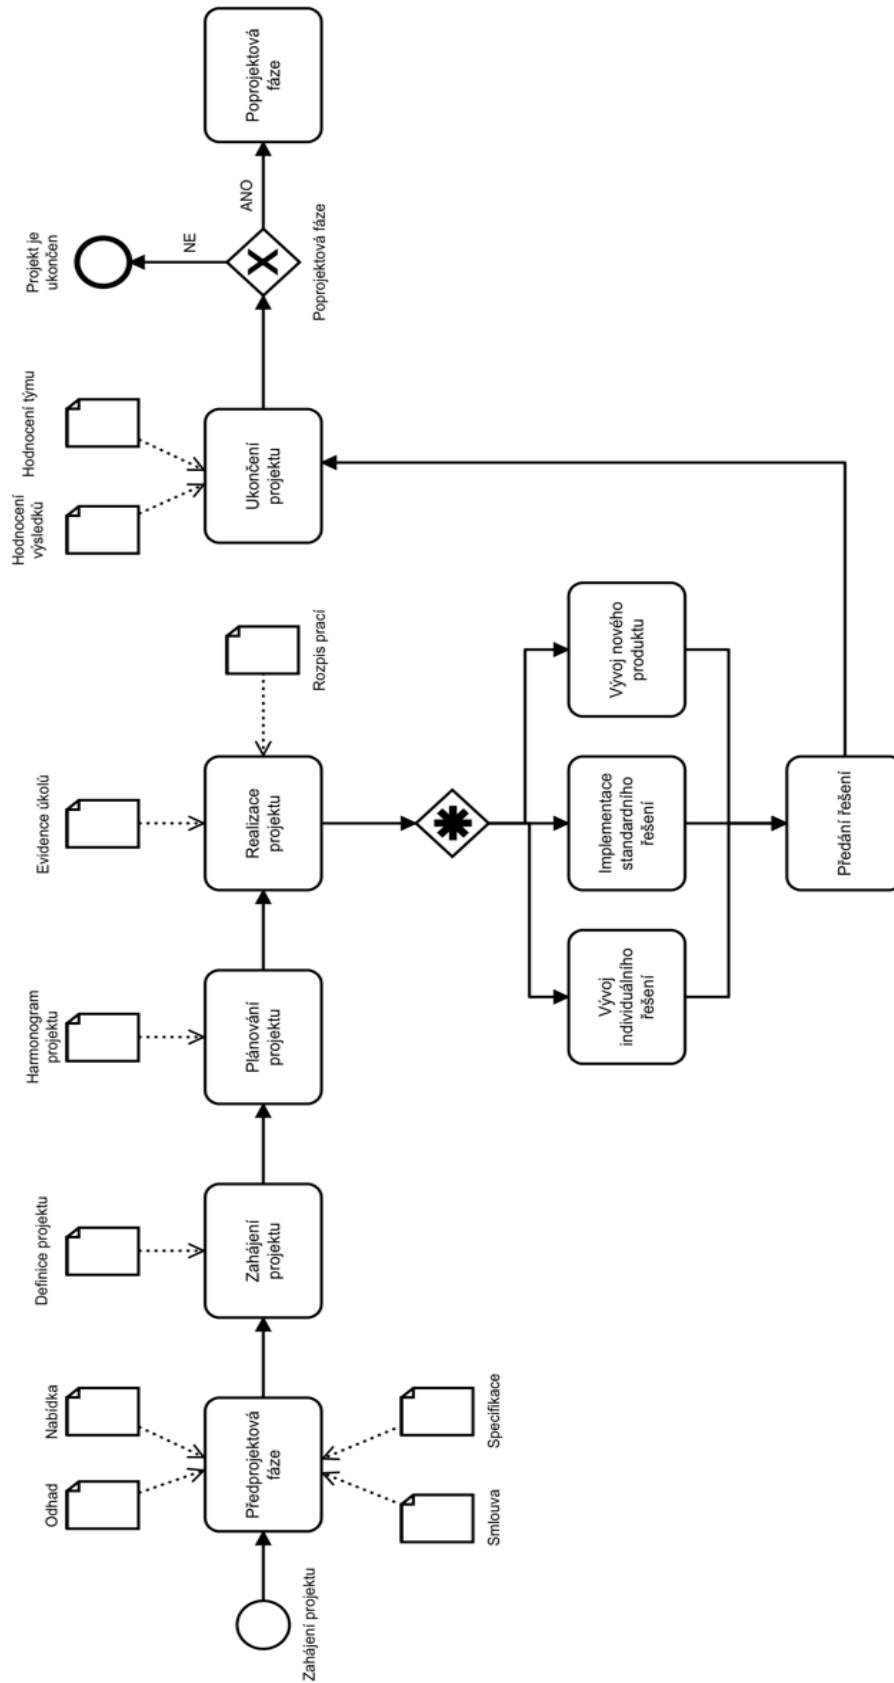 Zahájení projektu
Odhad
Nabídka
Předprojektová
fáze
Smlouva
Specifikace
Definice projektu
Zahájení
projektu
Harmonogram
projektu
Plánování
projektu
Evidence úkolů
Realizace
projektu
Rozpis prací
Vývoj
individuálního
řešení
Implementace
standardního
řešení
Vývoj nového
produktu
Předání řešení
Hodnocení
výsledků
Hodnocení týmu
Ukončení
projektu
Poprojektová fáze
NE
Projekt je
ukončen
ANO
Poprojektová
fáze